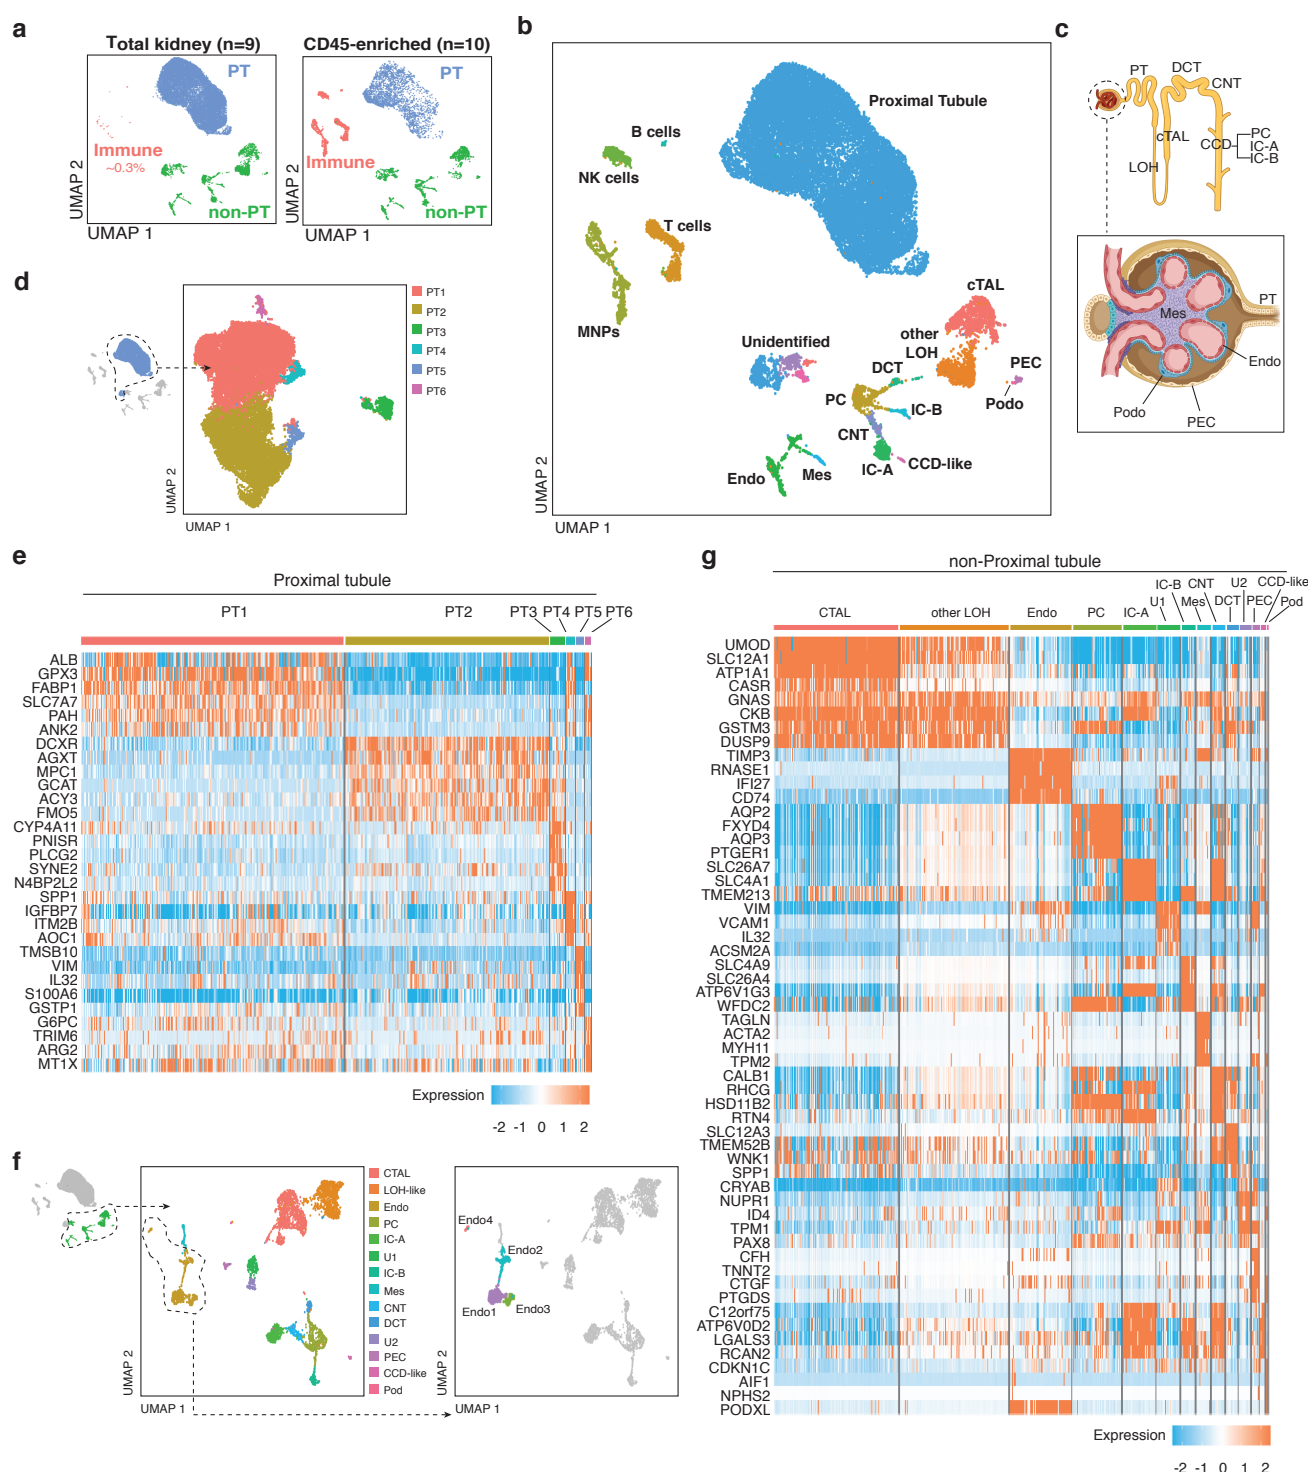 a
Total kidney (n=9)
CD45-enriched (n=10)
PT
Immune
~0.3%
non-PT
UMAP 2
UMAP 1
PT
Immune
non-PT
UMAP 2
UMAP 1
b
Proximal Tubule
B cells
NK cells
T cells
MNPs
cTAL
other
LOH
Unidentified
DCT
PEC
Podo
PC
IC-B
CNT
IC-A
CCD-like
Endo
Mes
UMAP 2
UMAP 1
c
PT
DCT
CNT
cTAL
LOH
CCD
PC
IC-A
IC-B
Mes
PT
Endo
Podo
PEC
d
PT1
PT2
PT3
PT4
PT5
PT6
UMAP 2
UMAP 1
e
Proximal tubule
PT1
PT2
PT3
PT4
PT5
PT6
ALB
GPX3
FABP1
SLC7A7
PAH
ANK2
DCXR
AGXT
MPC1
GCAT
ACY3
FMO5
CYP4A11
PNISR
PLCG2
SYNE2
N4BP2L2
SPP1
IGFBP7
ITM2B
AOC1
TMSB10
VIM
IL32
S100A6
GSTP1
G6PC
TRIM6
ARG2
MT1X
Expression
-2 -1 0 1 2
f
CTAL
LOH-like
Endo
PC
IC-A
U1
IC-B
Mes
CNT
DCT
U2
PEC
CCD-like
Pod
UMAP 2
UMAP 1
Endo4
Endo2
Endo1
Endo3
UMAP 2
UMAP 1
g
non-Proximal tubule
CTAL
other LOH
Endo
PC
IC-A
U1
IC-B
Mes
CNT
DCT
U2
PEC
CCD-like
Pod
UMOD
SLC12A1
ATP1A1
CASR
GNAS
CKB
GSTM3
DUSP9
TIMP3
RNASE1
IFI27
CD74
AQP2
FXYD4
AQP3
PTGER1
SLC26A7
SLC4A1
TMEM213
VIM
VCAM1
IL32
ACSM2A
SLC4A9
SLC26A4
ATP6V1G3
WFDC2
TAGLN
ACTA2
MYH11
TPM2
CALB1
RHCG
HSD11B2
RTN4
SLC12A3
TMEM52B
WNK1
SPP1
CRYAB
NUPR1
ID4
TPM1
PAX8
CFH
TNNT2
CTGF
PTGDS
C12orf75
ATP6V0D2
LGALS3
RCAN2
CDKN1C
AIF1
NPHS2
PODXL
Expression
-2 -1 0 1 2